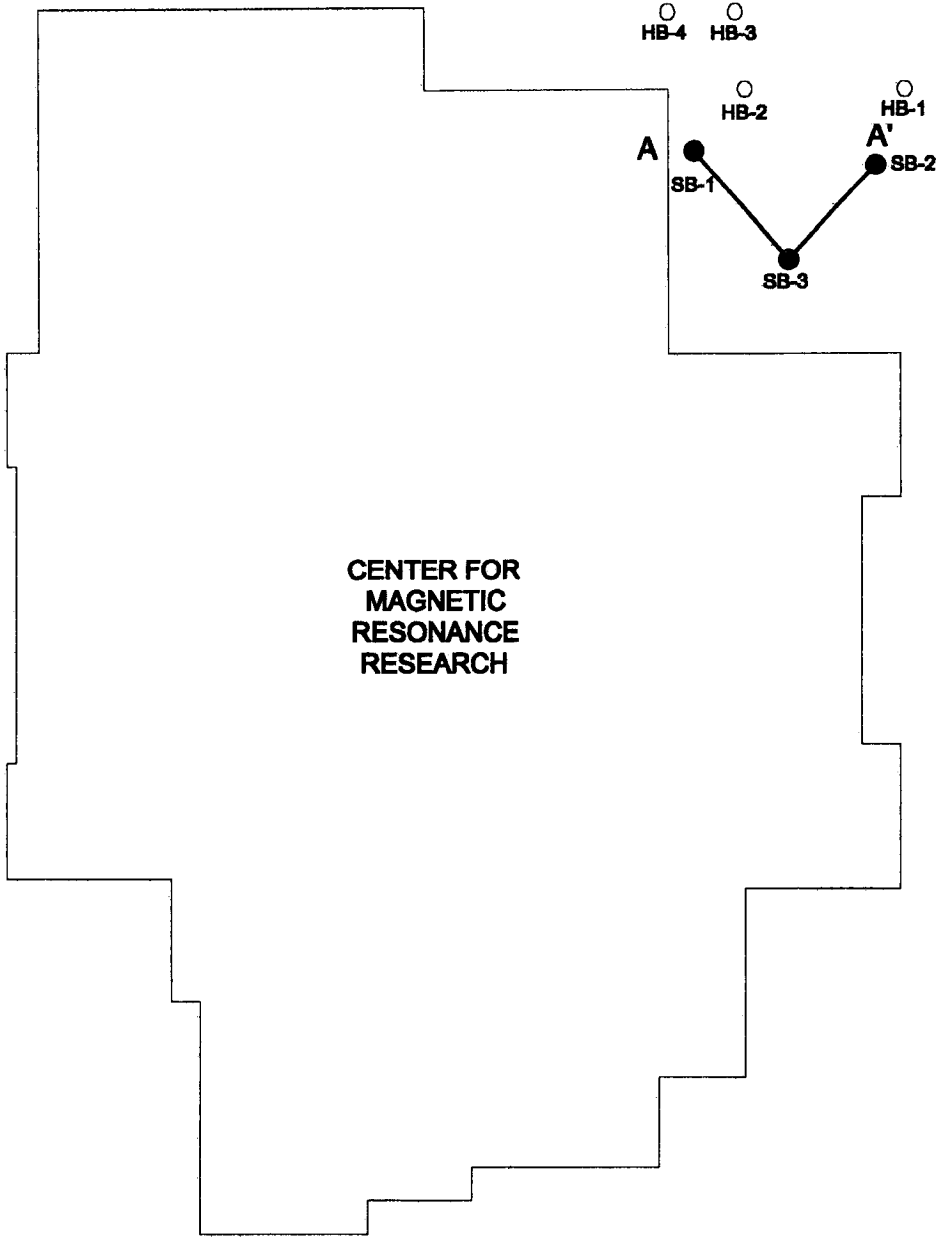 HB-4 HB-3
HB-2
HB-1
A
A'
SB-1
SB-2
SB-3
CENTER FOR
MAGNETIC
RESONANCE
RESEARCH